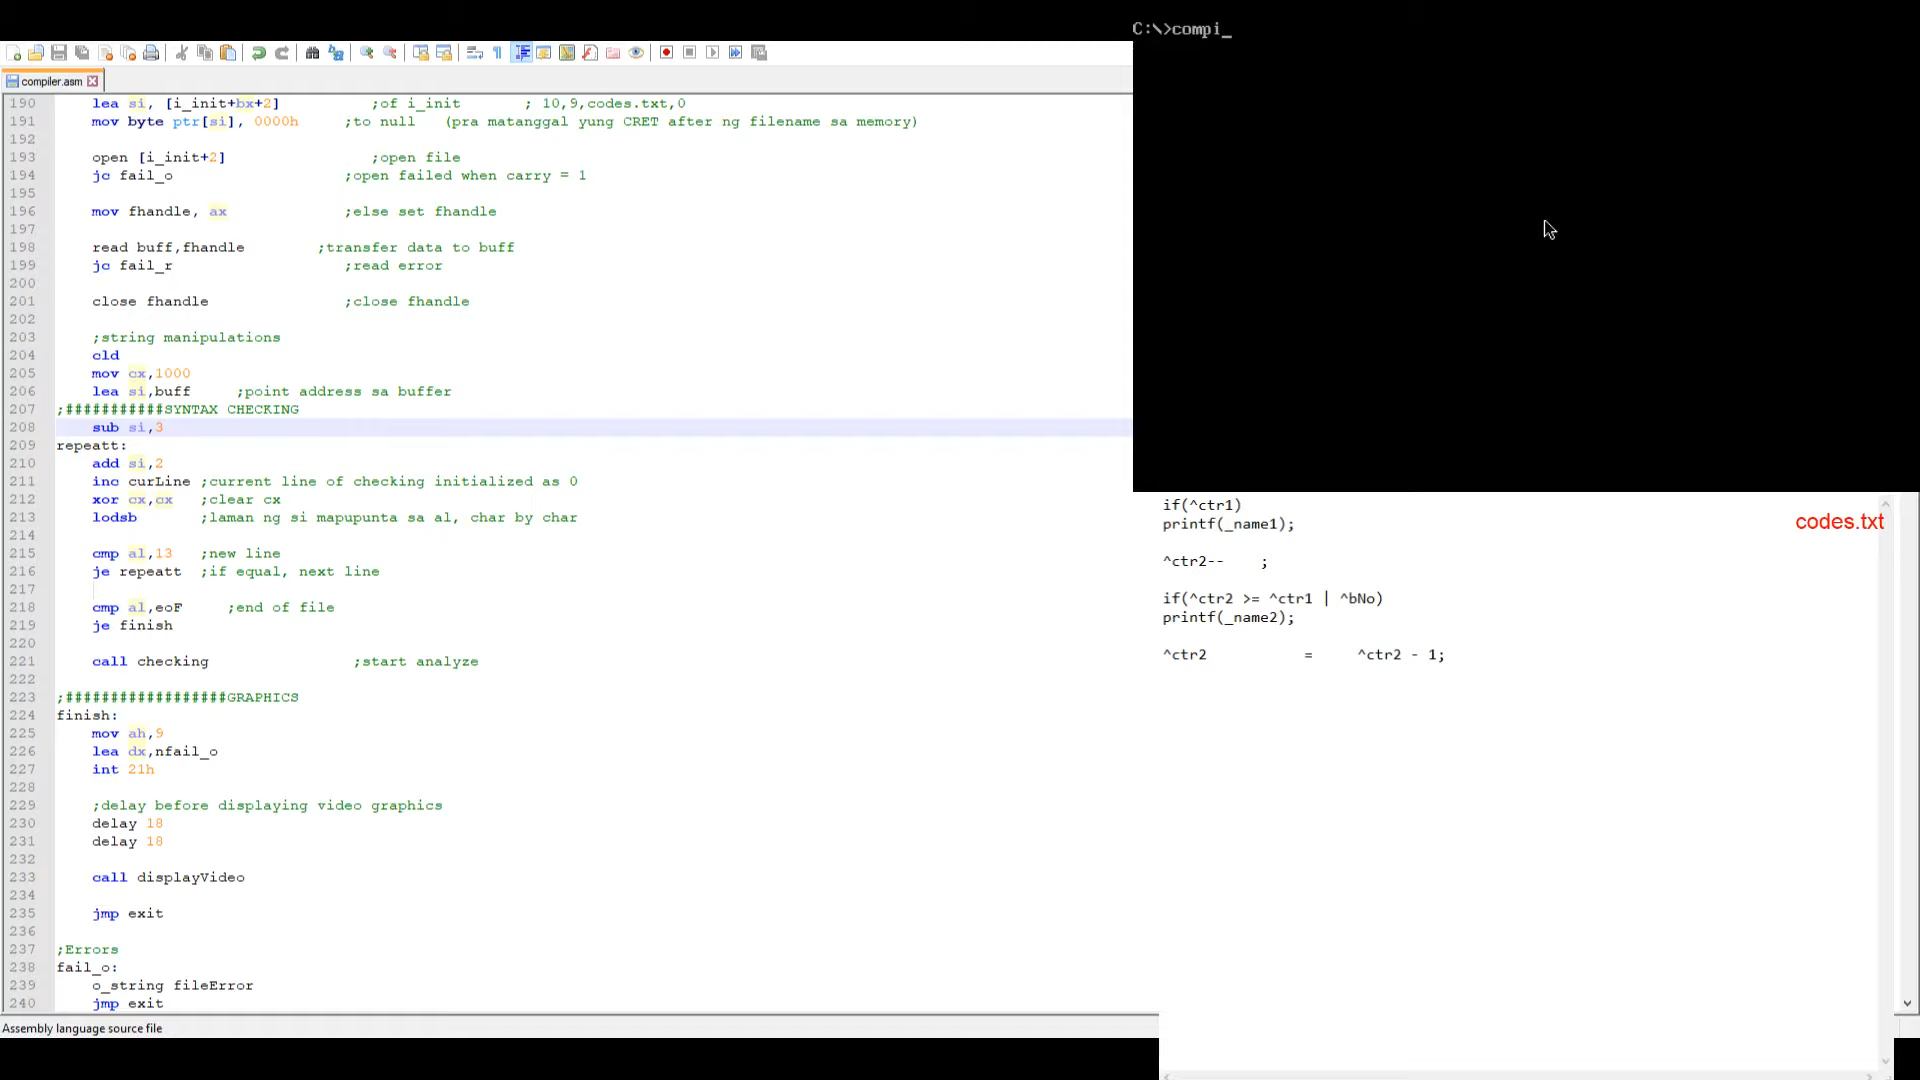 C:\>compi_
compiler.asm
190 lea si, [i_init+bx+2] ;of i_init ; 10,9,codes.txt,0
191 mov byte ptr[si], 0000h ;to null (pra matanggal yung CRET after ng filename sa memory)
192
193 open [i_init+2] ;open file
194 jc fail_o ;open failed when carry = 1
195
196 mov fhandle, ax ;else set fhandle
197
198 read buff,fhandle ;transfer data to buff
199 jc fail_r ;read error
200
201 close fhandle ;close fhandle
202
203 ;string manipulations
204 cld
205 mov cx,1000
206 lea si,buff ;point address sa buffer
207 ;###########SYNTAX CHECKING
208 sub si,3
209 repeatt:
210 add si,2
211 inc curLine ;current line of checking initialized as 0
212 xor cx,cx ;clear cx
213 lodsb ;laman ng si mapupunta sa al, char by char
214
215 cmp al,13 ;new line
216 je repeatt ;if equal, next line
217
218 cmp al,eoF ;end of file
219 je finish
220
221 call checking ;start analyze
222
223 ;##################GRAPHICS
224 finish:
225 mov ah,9
226 lea dx,nfail_o
227 int 21h
228
229 ;delay before displaying video graphics
230 delay 18
231 delay 18
232
233 call displayVideo
234
235 jmp exit
236
237 ;Errors
238 fail_o:
239 o_string fileError
240 jmp exit
Assembly language source file
codes.txt
if(^ctr1)
printf(_name1);
^ctr2-- ;
if(^ctr2 >= ^ctr1 | ^bNo)
printf(_name2);
^ctr2 = ^ctr2 - 1;